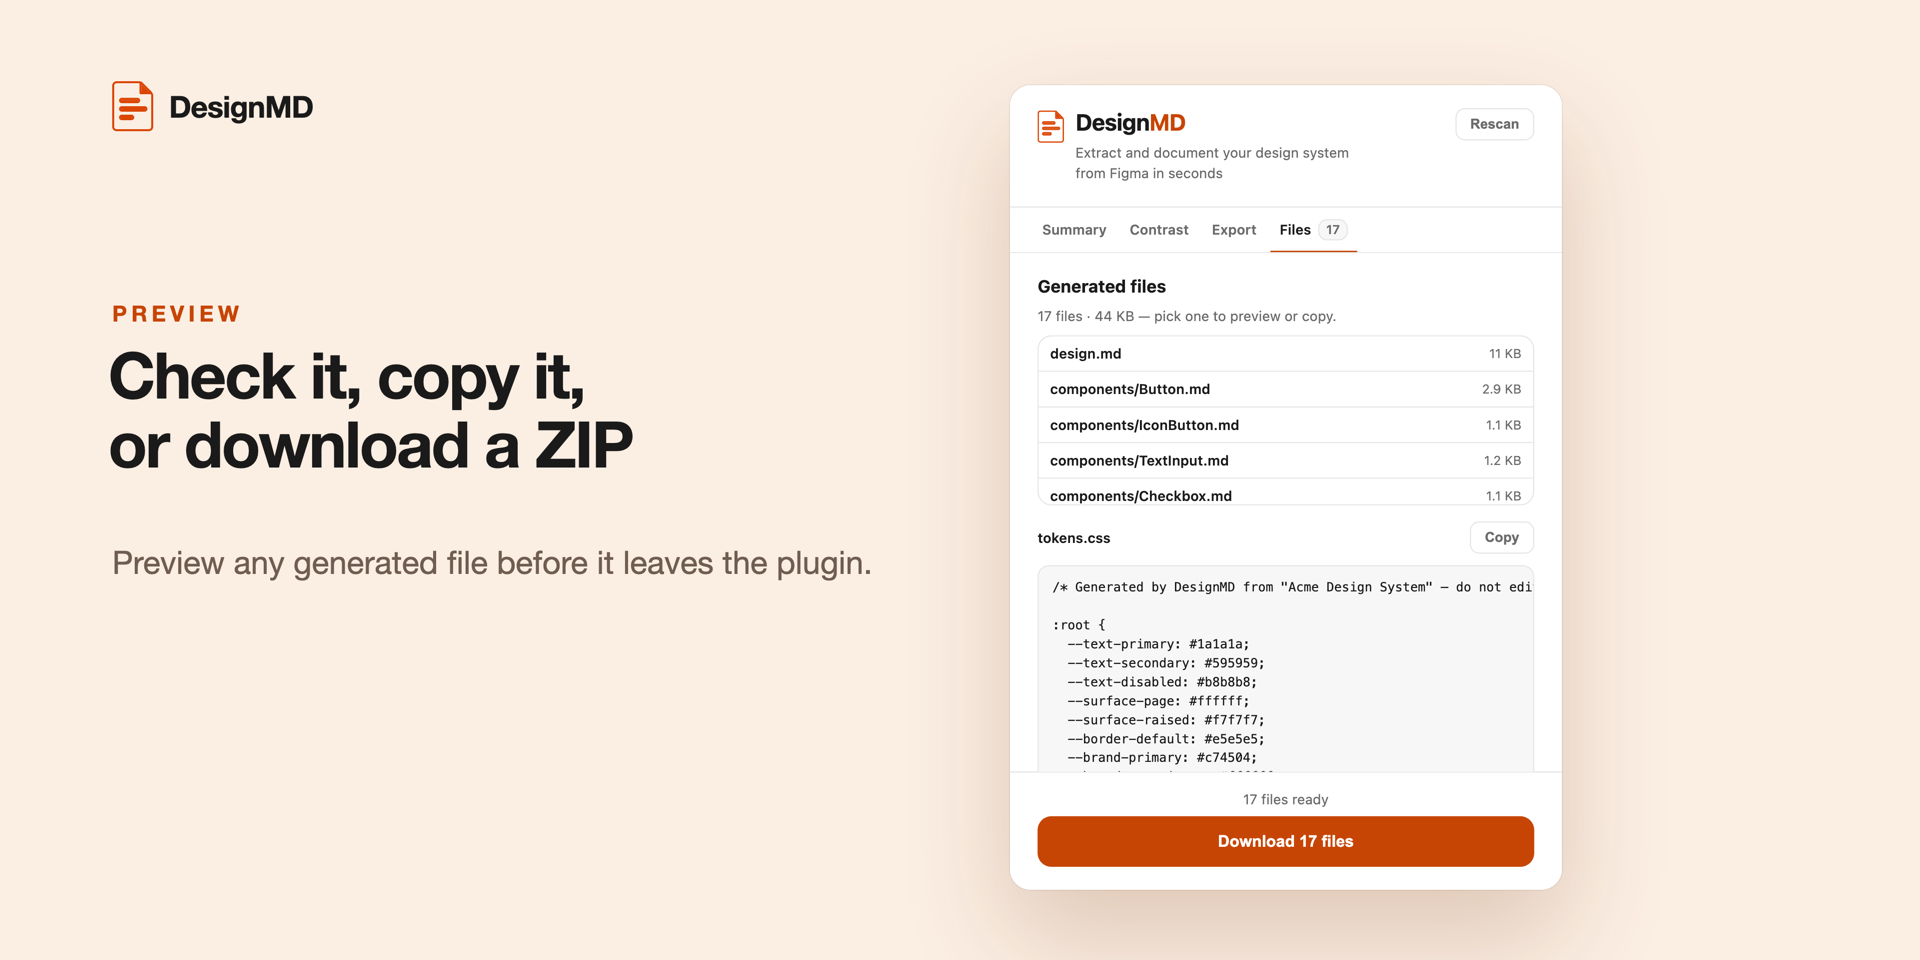 DesignMD
PREVIEW
Check it, copy it,
or download a ZIP
Preview any generated file before it leaves the plugin.
DesignMD
Rescan
Extract and document your design system
from Figma in seconds
Summary Contrast Export Files 17
Generated files
17 files · 44 KB — pick one to preview or copy.
design.md 11 KB
components/Button.md 2.9 KB
components/IconButton.md 1.1 KB
components/TextInput.md 1.2 KB
components/Checkbox.md 1.1 KB
tokens.css Copy
/* Generated by DesignMD from "Acme Design System" — do not edi
:root {
--text-primary: #1a1a1a;
--text-secondary: #595959;
--text-disabled: #b8b8b8;
--surface-page: #ffffff;
--surface-raised: #f7f7f7;
--border-default: #e5e5e5;
--brand-primary: #c74504;
17 files ready
Download 17 files